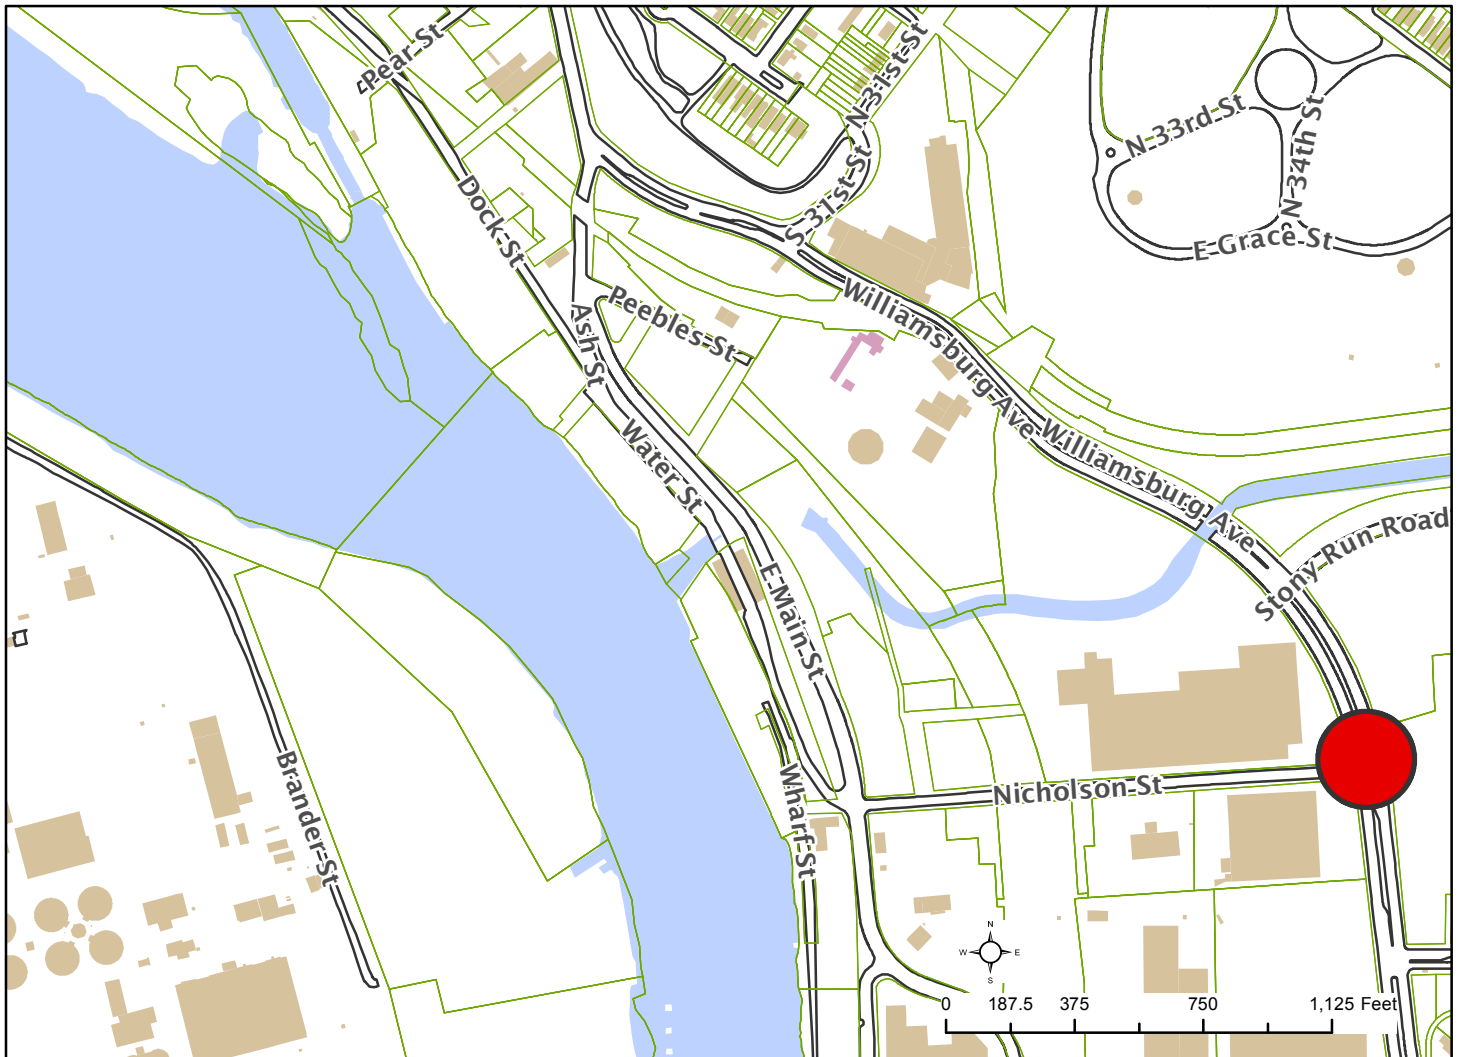 Pear St
N 31st St
N 33rd St
N 34th St
S 31st St
Dock St
E Grace St
Peebles St
Ash St
Williamsburg Ave
Water St
Williamsburg Ave
Stony Run Road
E Main St
Brander St
Wharf St
Nicholson St
N
W E
S
0 187.5 375 750 1,125 Feet